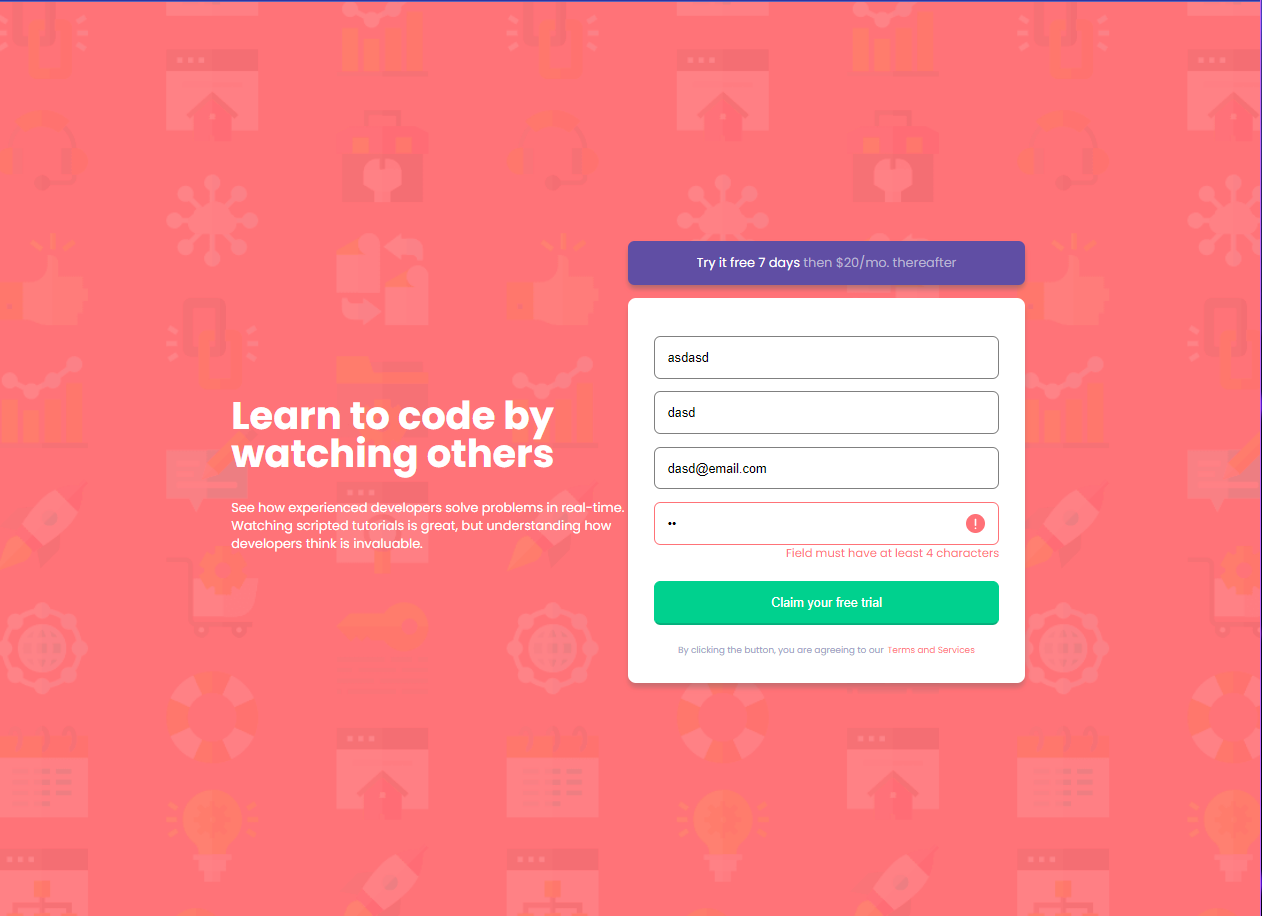 Try it free 7 days then $20/mo. thereafter
asdasd
dasd
dasd@email.com
••
Field must have at least 4 characters
Claim your free trial
By clicking the button, you are agreeing to our Terms and Services
Learn to code by
watching others
See how experienced developers solve problems in real-time.
Watching scripted tutorials is great, but understanding how
developers think is invaluable.